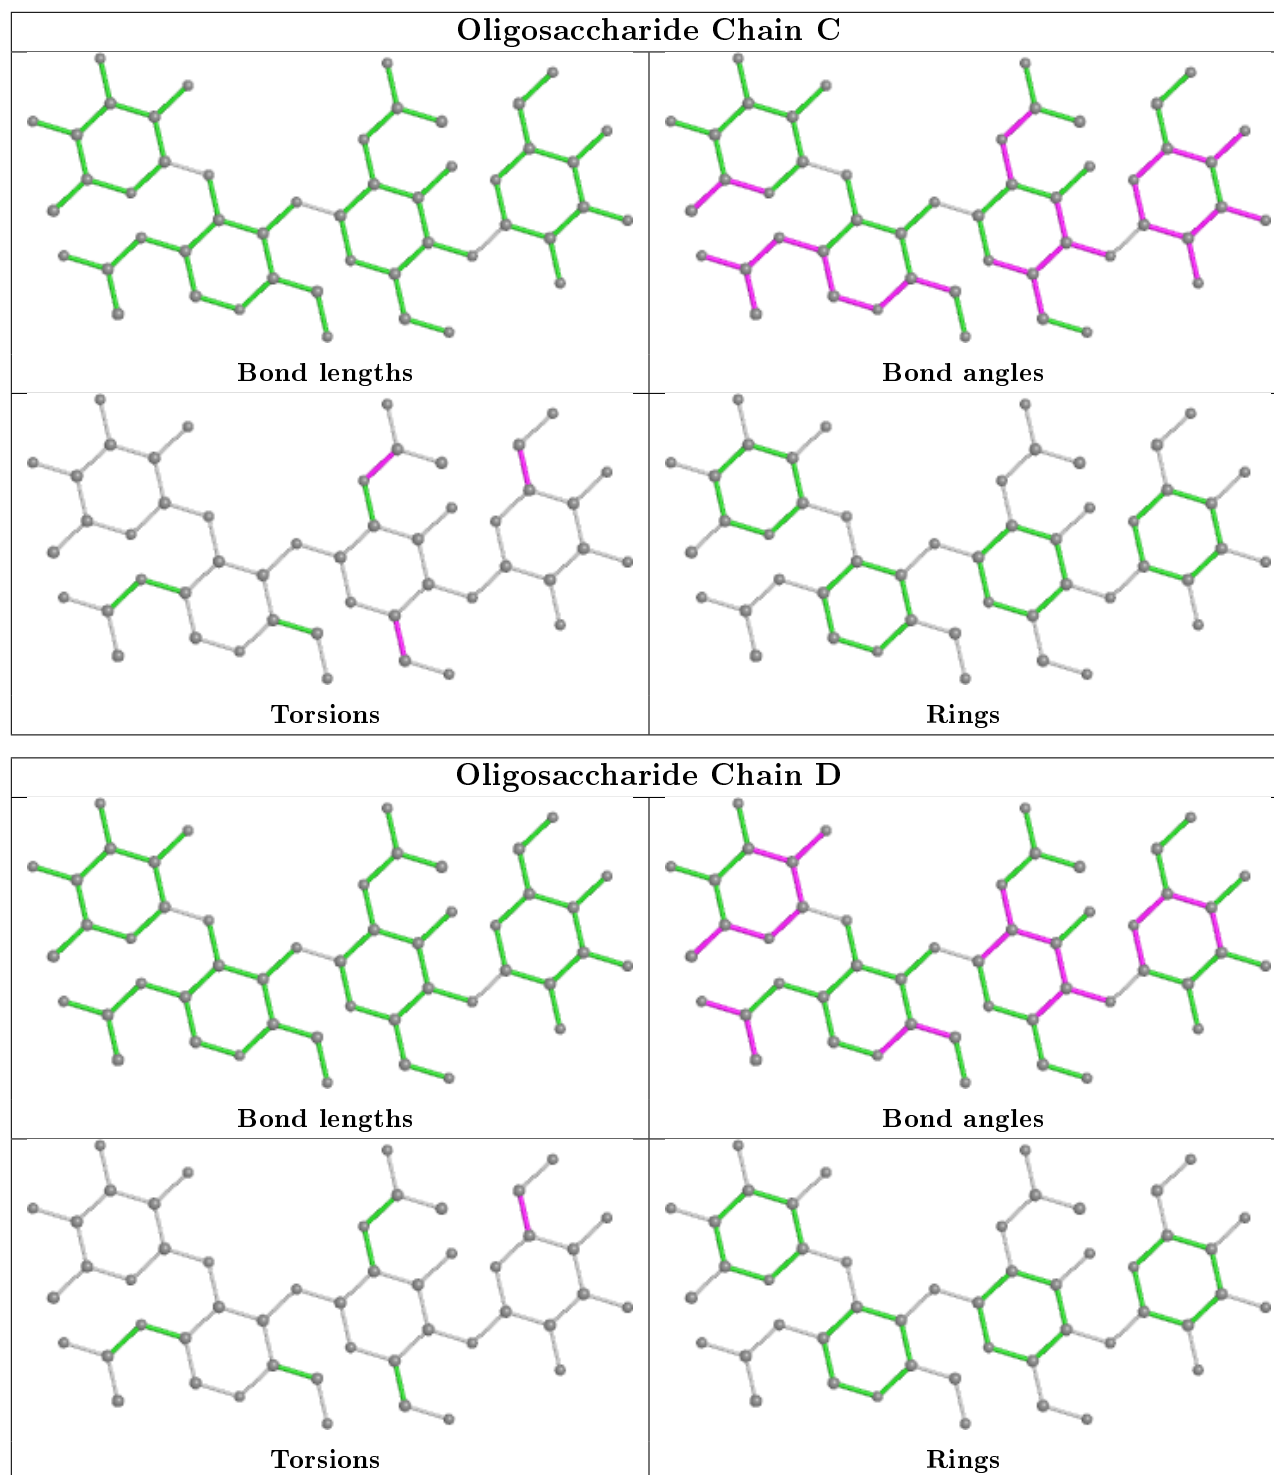 Oligosaccharide Chain C
Bond lengths
Bond angles
Torsions
Rings
Oligosaccharide Chain D
Bond lengths
Bond angles
Torsions
Rings